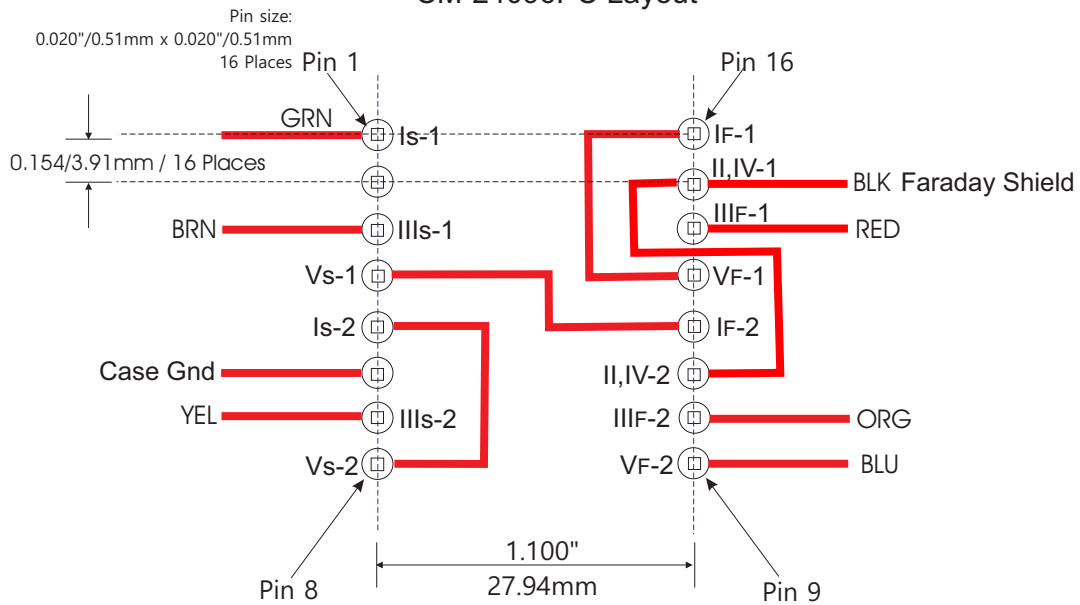 Layout
Pin size:
0.020"/0.51mm x 0.020"/0.51mm
16 Places
Pin 1
Pin 16
GRN
Is-1
IF-1
0.154/3.91mm / 16 Places
II,IV-1
BLK Faraday Shield
BRN
IIIs-1
IIIF-1
RED
Vs-1
VF-1
Is-2
IF-2
Case Gnd
II,IV-2
YEL
IIIs-2
IIIF-2
ORG
Vs-2
VF-2
BLU
1.100"
27.94mm
Pin 8
Pin 9